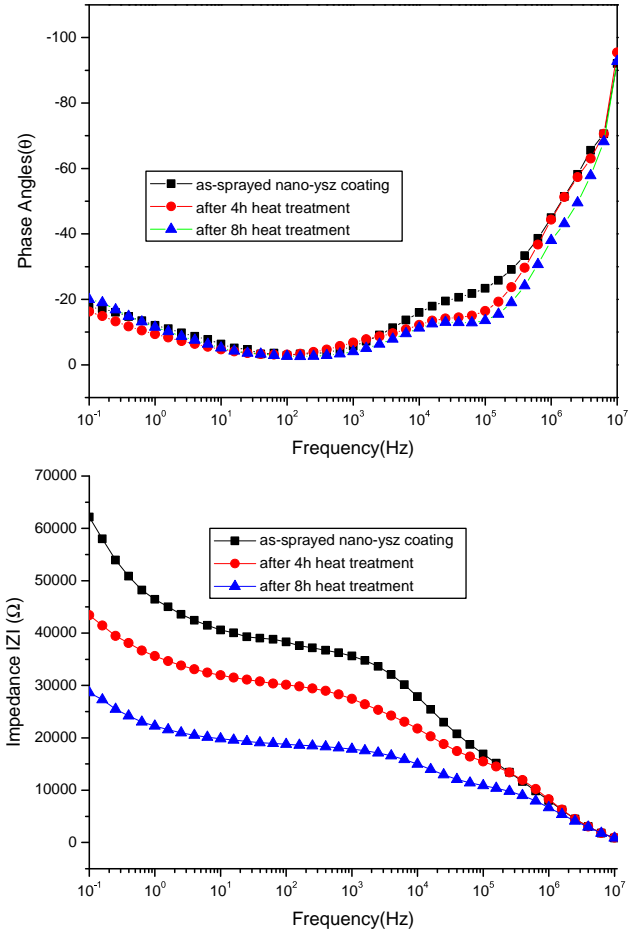 -100
-80
-60
-40
-20
0
Phase Angles(θ)
as-sprayed nano-ysz coating
after 4h heat treatment
after 8h heat treatment
10-1 100 101 102 103 104 105 106 107
Frequency(Hz)
70000
60000
50000
40000
30000
20000
10000
0
Impedance IZI (Ω)
as-sprayed nano-ysz coating
after 4h heat treatment
after 8h heat treatment
10-1 100 101 102 103 104 105 106 107
Frequency(Hz)